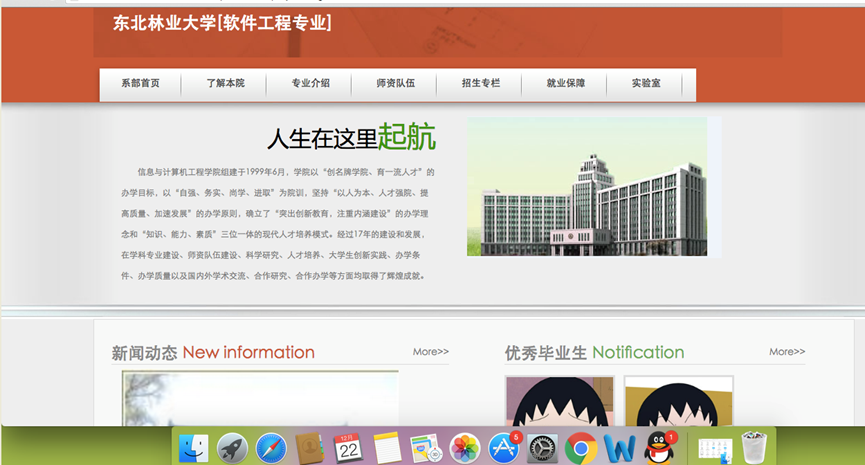 东北林业大学[软件工程专业]
系部首页 了解本院 专业介绍 师资队伍 招生专栏 就业保障 实验室
人生在这里起航
信息与计算机工程学院组建于1999年6月，学院以“创名牌学院、育一流人才”的
办学目标，以“自强、务实、尚学、进取”为院训，坚持“以人为本、人才强院、提
高质量、加速发展”的办学原则，确立了“突出创新教育，注重内涵建设”的办学理
念和“知识、能力、素质”三位一体的现代人才培养模式。经过17年的建设和发展，
在学科专业建设、师资队伍建设、科学研究、人才培养、大学生创新实践、办学条
件、办学质量以及国内外学术交流、合作研究、合作办学等方面均取得了辉煌成就。
新闻动态 New information More>>
优秀毕业生 Notification More>>
12月
22
5
1